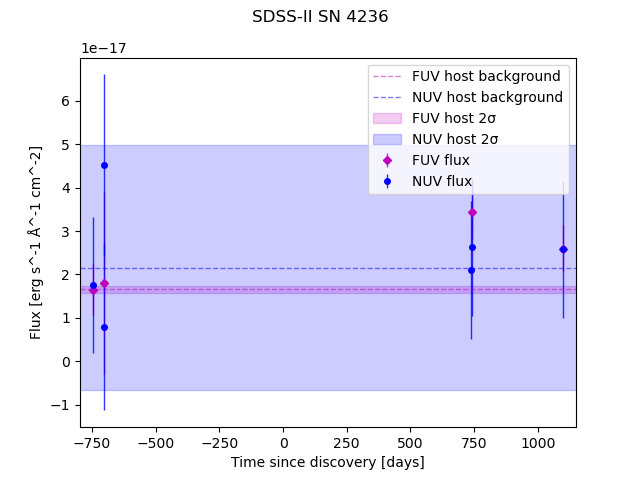 SDSS-II SN 4236
1e−17
FUV host background
NUV host background
FUV host 2σ
NUV host 2σ
FUV flux
NUV flux
6
5
4
3
2
1
0
−1
Flux [erg s^-1 Å^-1 cm^-2]
−750 −500 −250 0 250 500 750 1000
Time since discovery [days]